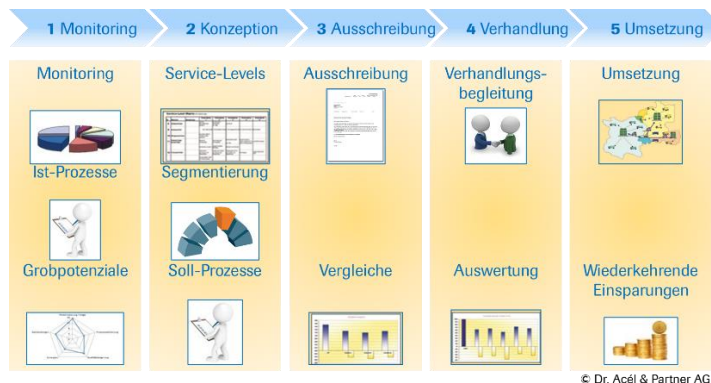 1 Monitoring
2 Konzeption
3 Ausschreibung
4 Verhandlung
5 Umsetzung
Monitoring
Ist-Prozesse
Grobpotenziale
Service-Levels
Segmentierung
Soll-Prozesse
Ausschreibung
Vergleiche
Verhandlungs-
begleitung
Auswertung
Umsetzung
Wiederkehrende
Einsparungen
© Dr. Acél & Partner AG